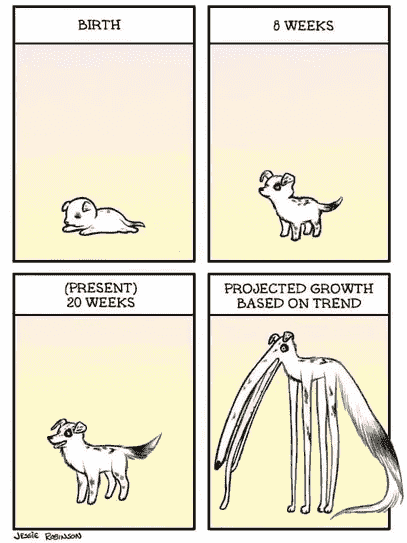 BIRTH
8 WEEKS
(PRESENT)
20 WEEKS
PROJECTED GROWTH
BASED ON TREND
JESSIE ROBINSON